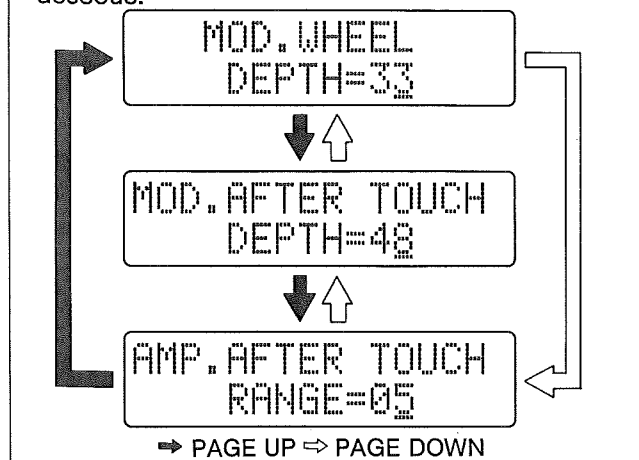 dessous.
MOD.WHEEL
DEPTH=33
MOD.AFTER TOUCH
DEPTH=48
AMP.AFTER TOUCH
RANGE=05
➡ PAGE UP ⇨ PAGE DOWN